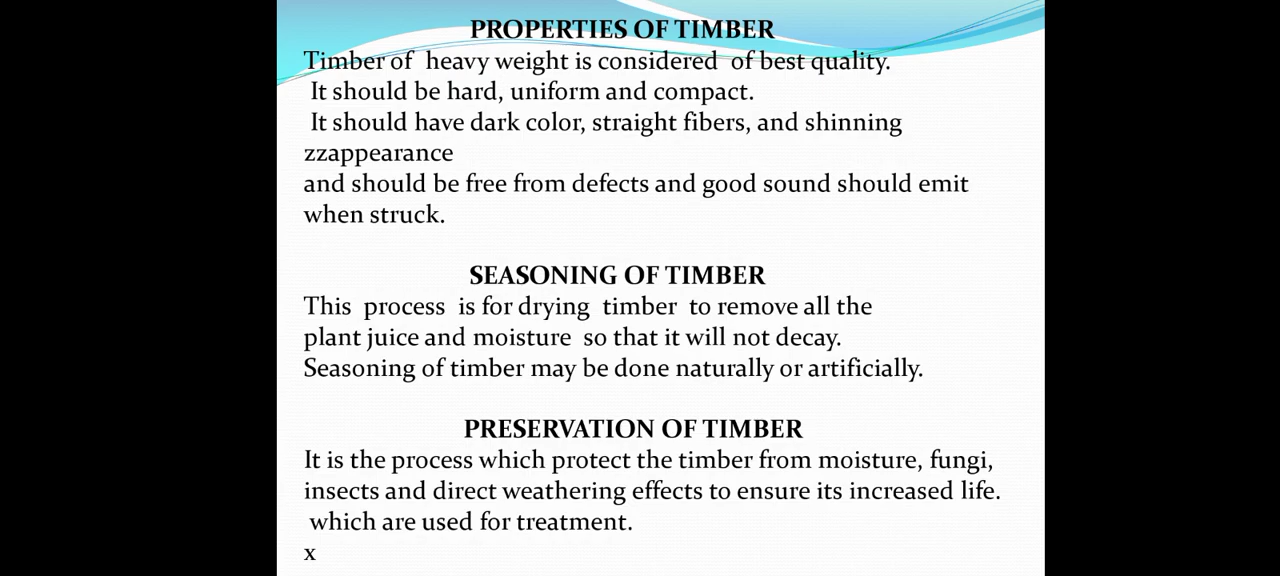 PROPERTIES OF TIMBER
Timber of heavy weight is considered of best quality.
It should be hard, uniform and compact.
It should have dark color, straight fibers, and shinning
zzappearance
and should be free from defects and good sound should emit
when struck.
SEASONING OF TIMBER
This process is for drying timber to remove all the
plant juice and moisture so that it will not decay.
Seasoning of timber may be done naturally or artificially.
PRESERVATION OF TIMBER
It is the process which protect the timber from moisture, fungi,
insects and direct weathering effects to ensure its increased life.
which are used for treatment.
x